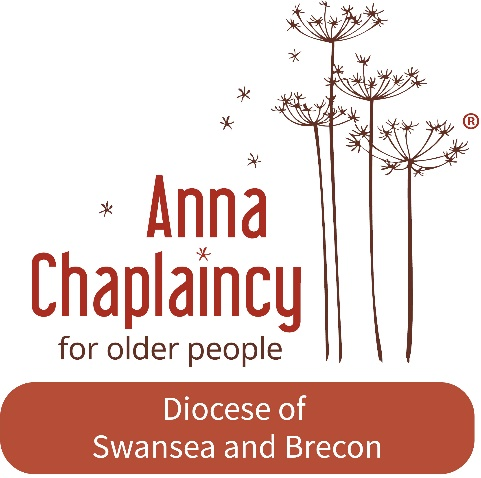 ®
Anna
Chaplaincy
for older people
Diocese of
Swansea and Brecon